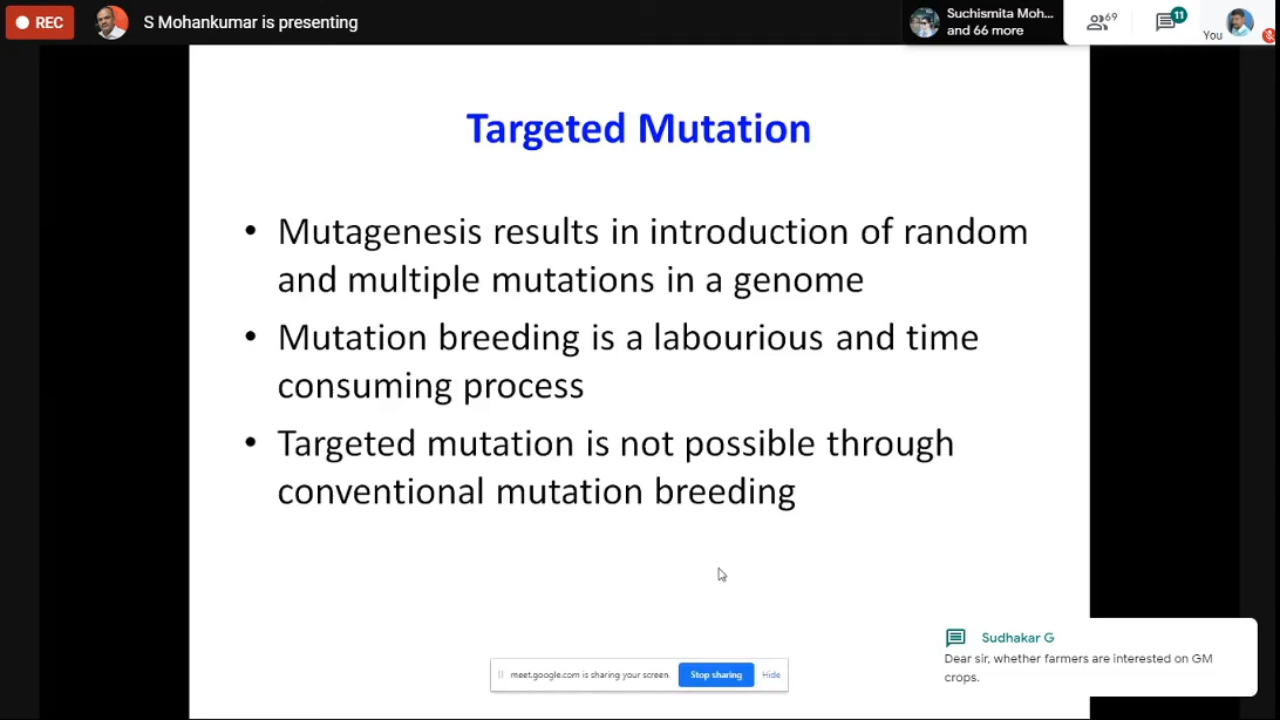 REC
S Mohankumar is presenting
Suchismita Moh...
and 66 more
69
11
You
Targeted Mutation
• Mutagenesis results in introduction of random
and multiple mutations in a genome
• Mutation breeding is a labourious and time
consuming process
• Targeted mutation is not possible through
conventional mutation breeding
Sudhakar G
Dear sir, whether farmers are interested on GM
crops.
meet.google.com is sharing your screen.
Stop sharing
Hide